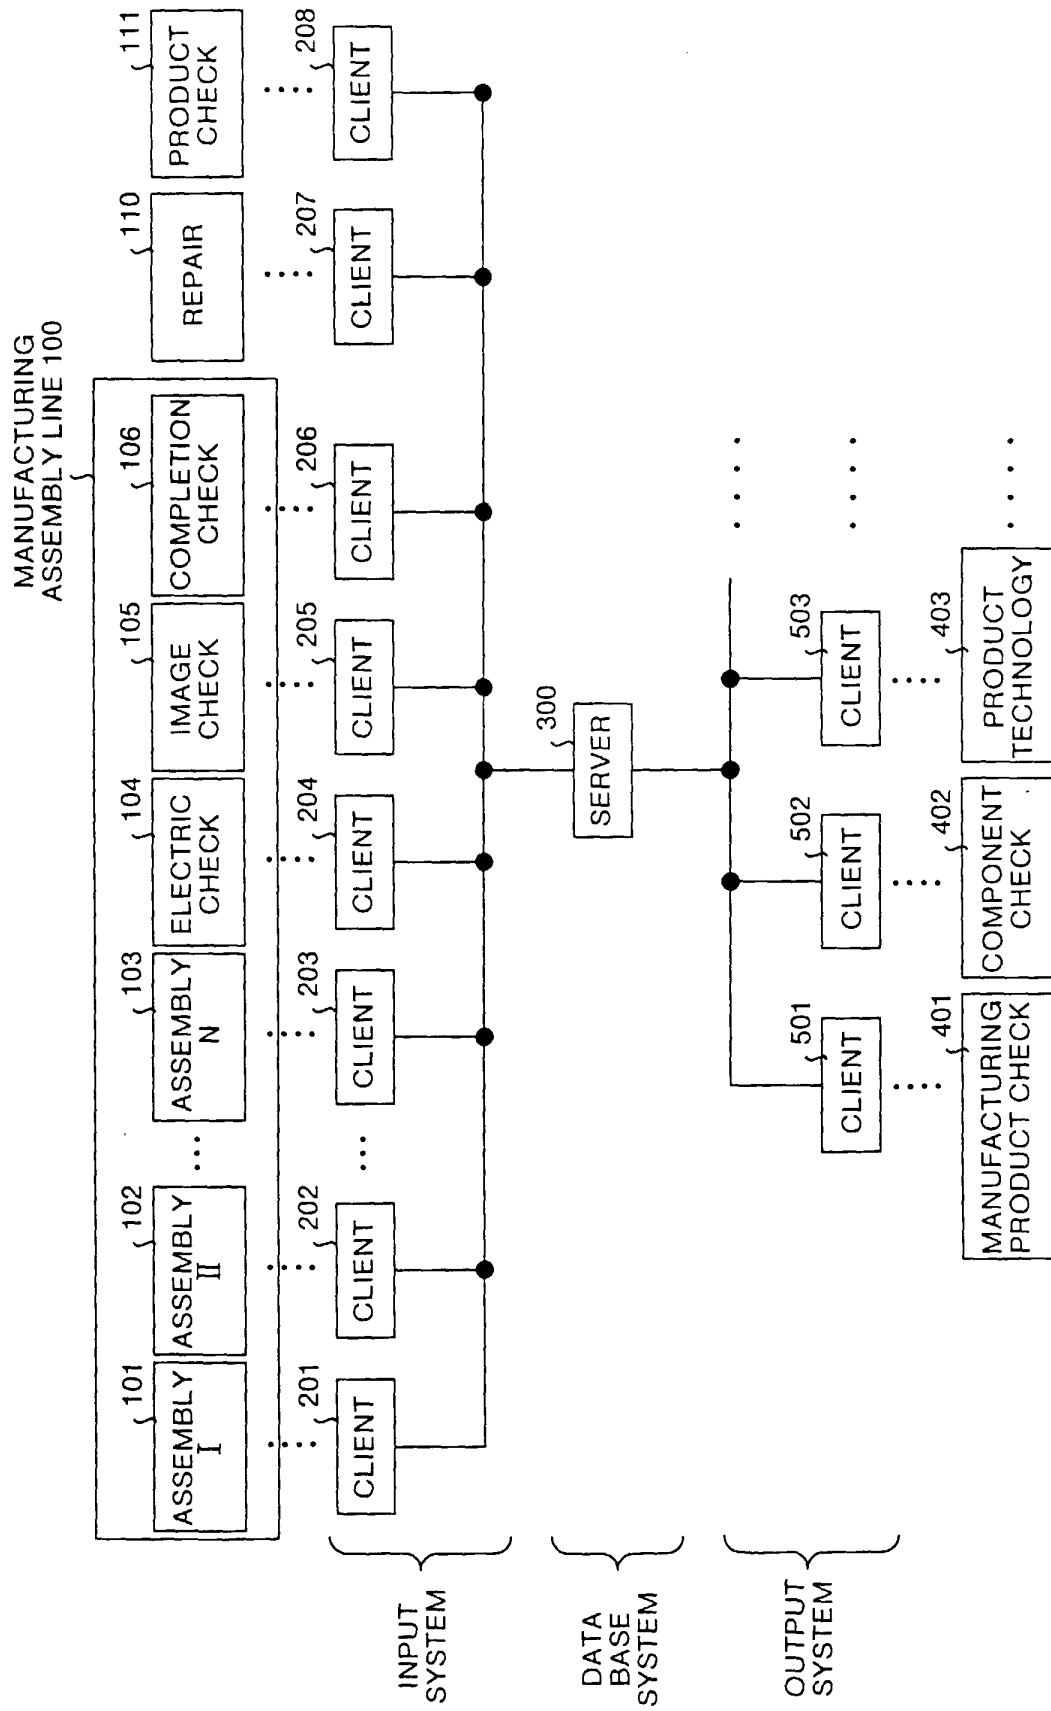 MANUFACTURING
ASSEMBLY LINE 100
101
102
103
104
105
106
110
111
ASSEMBLY
I
ASSEMBLY
II
...
ASSEMBLY
N
ELECTRIC
CHECK
IMAGE
CHECK
COMPLETION
CHECK
REPAIR
PRODUCT
CHECK
201
202
203
204
205
206
207
208
INPUT
SYSTEM
CLIENT
CLIENT
...
CLIENT
CLIENT
CLIENT
CLIENT
CLIENT
CLIENT
DATA
BASE
SYSTEM
300
SERVER
OUTPUT
SYSTEM
501
502
503
CLIENT
CLIENT
CLIENT
401
402
403
MANUFACTURING
PRODUCT CHECK
COMPONENT
CHECK
PRODUCT
TECHNOLOGY